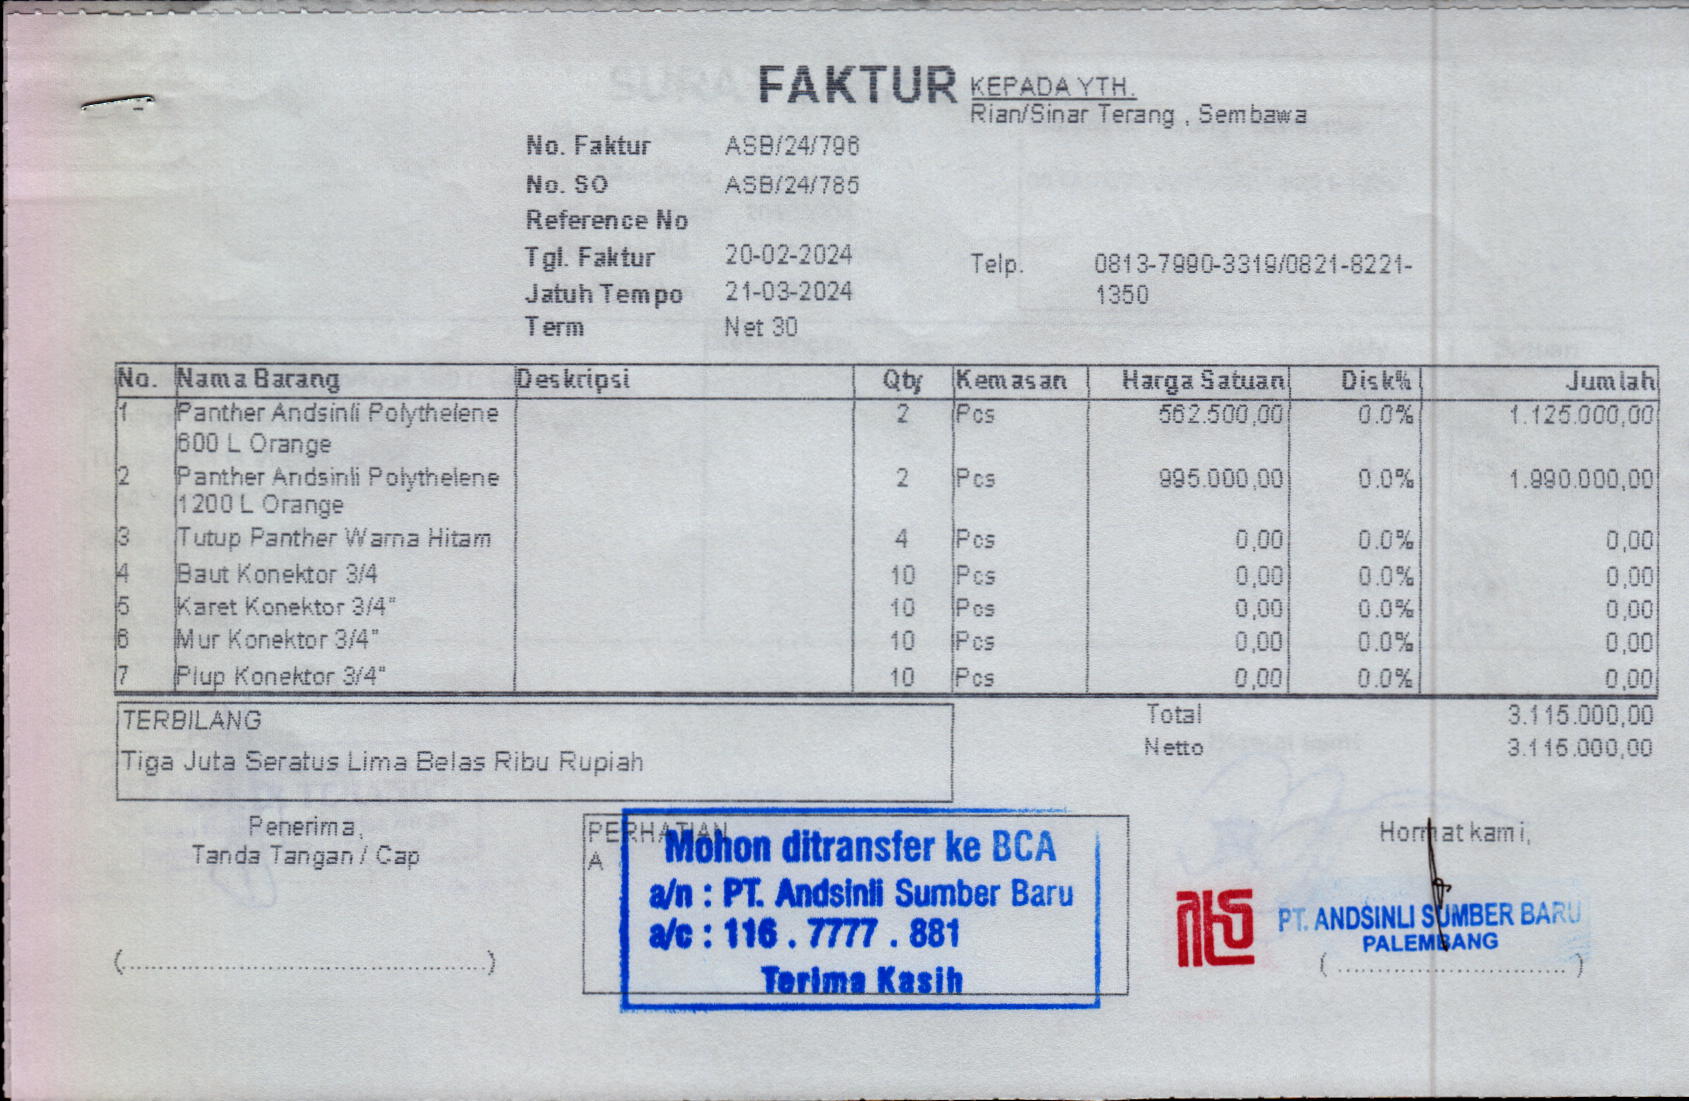 FAKTUR
KEPADA YTH.
Rian/Sinar Terang , Sembawa
No. Faktur ASB/24/796
No. SO ASB/24/785
Reference No
Tgl. Faktur 20-02-2024
Telp. 0813-7990-3319/0821-8221-
1350
Jatuh Tempo 21-03-2024
Term Net 30
No. Nama Barang Deskripsi Qty Kemasan Harga Satuan Disk% Jumlah
1 Panther Andsinli Polythelene 2 Pcs 562.500,00 0.0% 1.125.000,00
600 L Orange
2 Panther Andsinli Polythelene 2 Pcs 995.000,00 0.0% 1.990.000,00
1200 L Orange
3 Tutup Panther Warna Hitam 4 Pcs 0,00 0.0% 0,00
4 Baut Konektor 3/4 10 Pcs 0,00 0.0% 0,00
5 Karet Konektor 3/4" 10 Pcs 0,00 0.0% 0,00
6 Mur Konektor 3/4" 10 Pcs 0,00 0.0% 0,00
7 Plup Konektor 3/4" 10 Pcs 0,00 0.0% 0,00
TERBILANG
Tiga Juta Seratus Lima Belas Ribu Rupiah
Total 3.115.000,00
Netto 3.115.000,00
Penerima,
Tanda Tangan / Cap
PERHATIAN
A
Mohon ditransfer ke BCA
a/n : PT. Andsinli Sumber Baru
a/c : 116 . 7777 . 881
Terima Kasih
Hormat kami,
PT. ANDSINLI SUMBER BARU
PALEMBANG